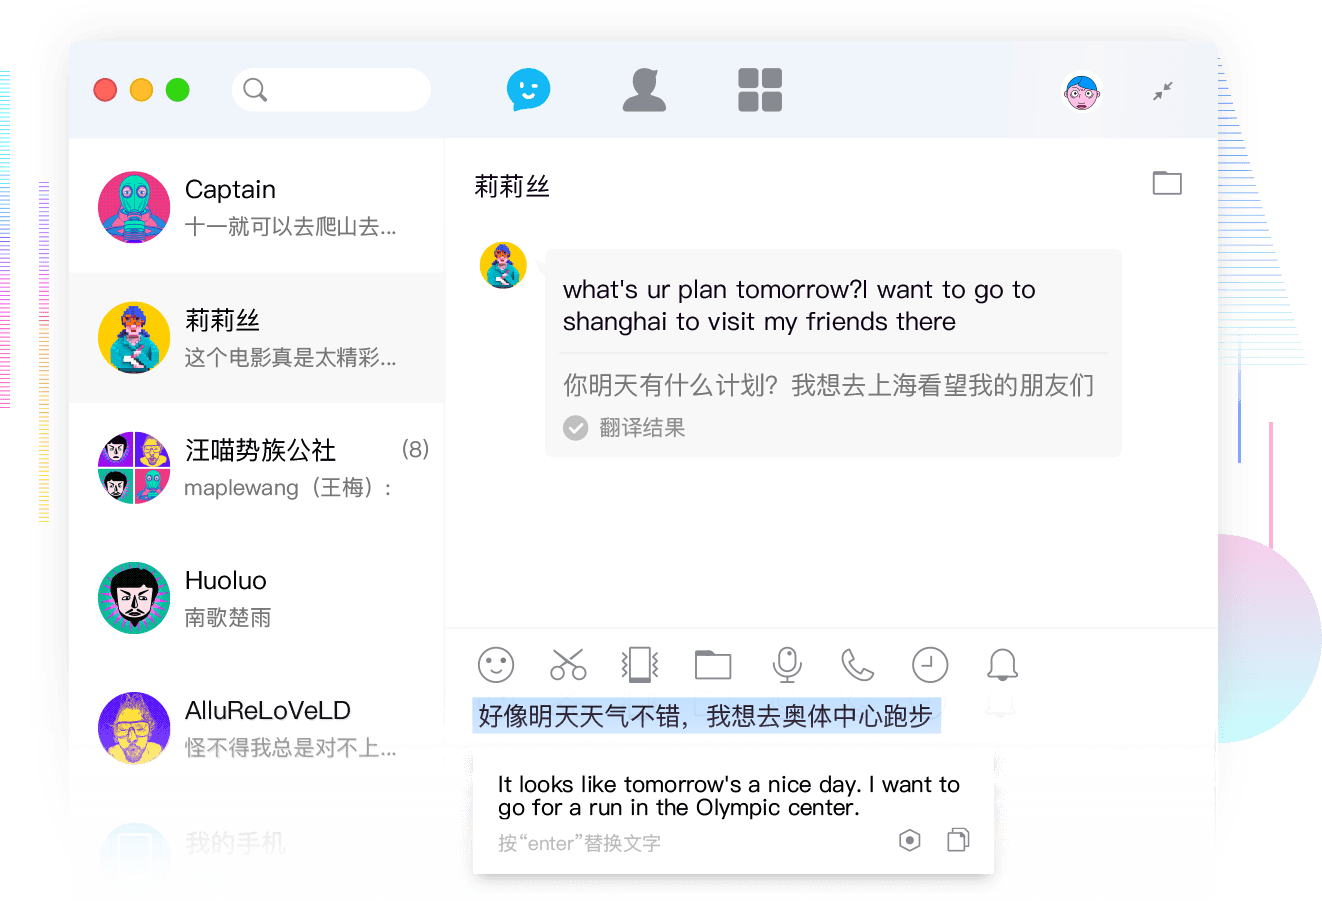 Captain
十一就可以去爬山去...
莉莉丝
这个电影真是太精彩...
汪喵势族公社
(8)
maplewang（王梅）:
Huoluo
南歌楚雨
AlluReLoVeLD
怪不得我总是对不上...
我的手机
莉莉丝
what's ur plan tomorrow?I want to go to
shanghai to visit my friends there
你明天有什么计划？我想去上海看望我的朋友们
翻译结果
好像明天天气不错，我想去奥体中心跑步
It looks like tomorrow's a nice day. I want to
go for a run in the Olympic center.
按“enter”替换文字